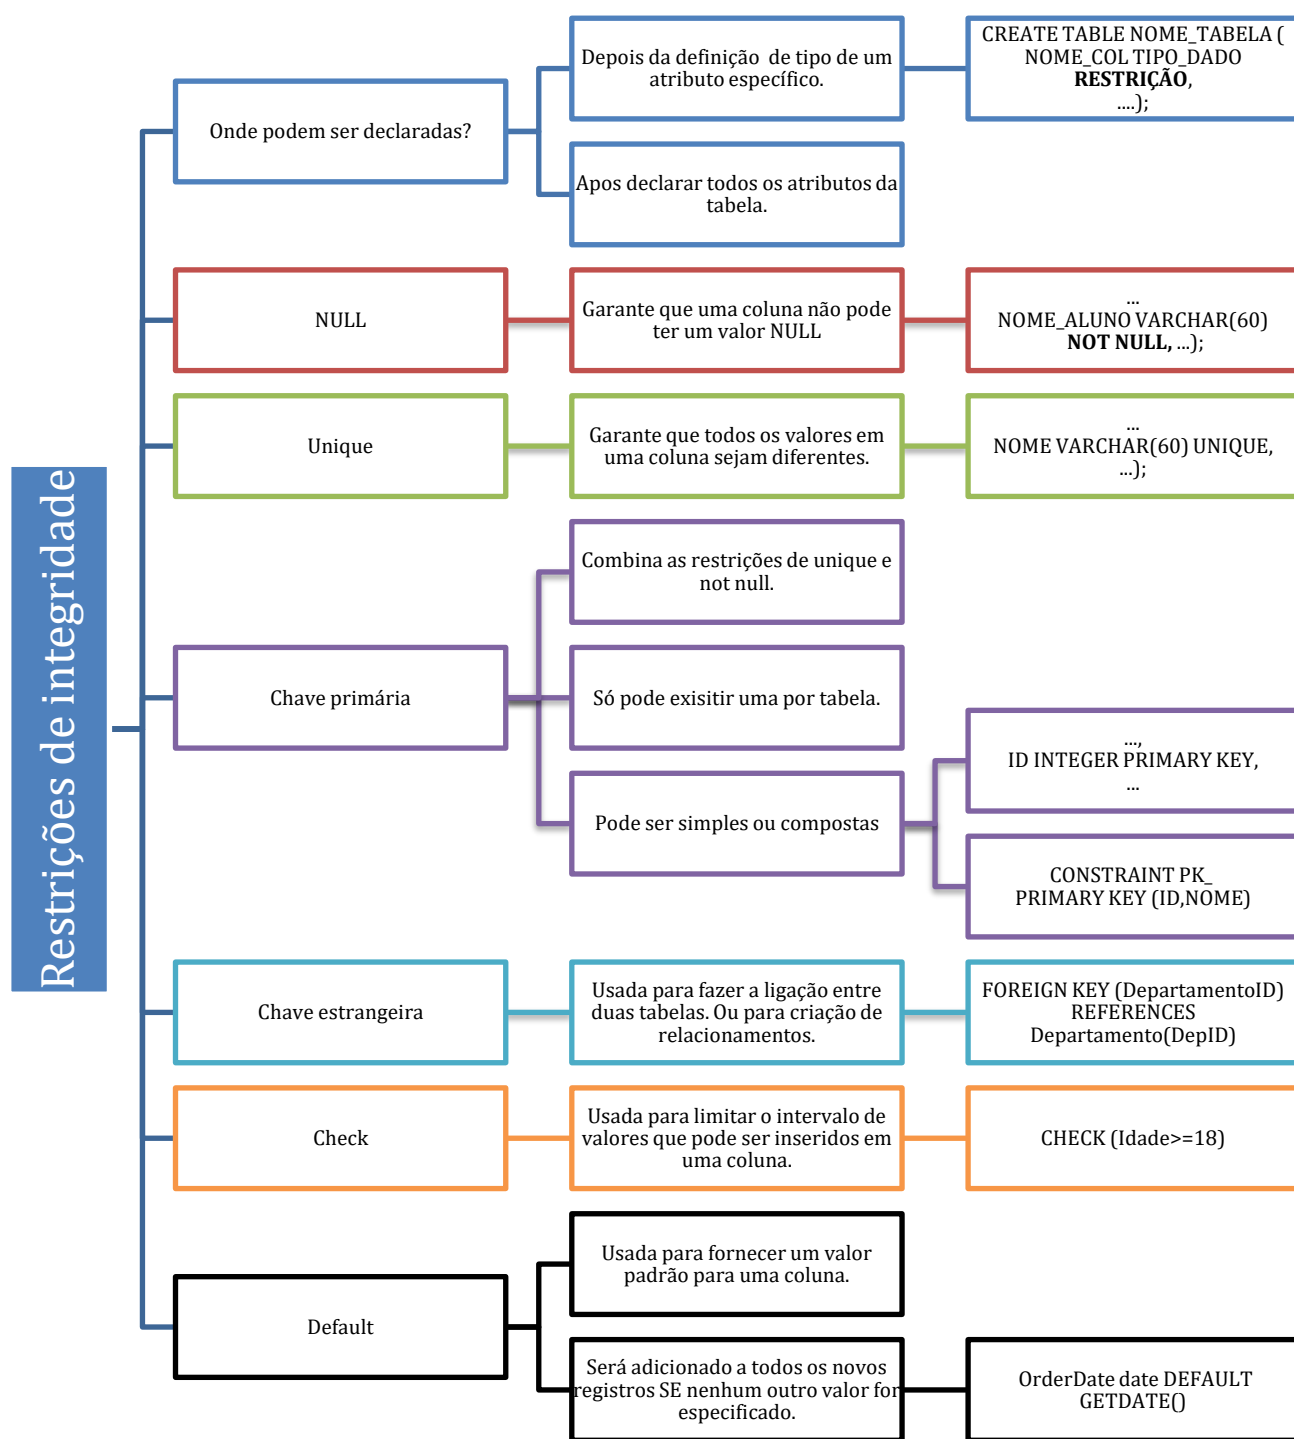 Restrições de integridade
Onde podem ser declaradas?
Depois da definição de tipo de um
atributo específico.
CREATE TABLE NOME_TABELA (
NOME_COL TIPO_DADO
RESTRIÇÃO,
....);
Apos declarar todos os atributos da
tabela.
NULL
Garante que uma coluna não pode
ter um valor NULL
...
NOME_ALUNO VARCHAR(60)
NOT NULL, ...);
Unique
Garante que todos os valores em
uma coluna sejam diferentes.
...
NOME VARCHAR(60) UNIQUE,
...);
Chave primária
Combina as restrições de unique e
not null.
Só pode exisitir uma por tabela.
Pode ser simples ou compostas
...,
ID INTEGER PRIMARY KEY,
...
CONSTRAINT PK_
PRIMARY KEY (ID,NOME)
Chave estrangeira
Usada para fazer a ligação entre
duas tabelas. Ou para criação de
relacionamentos.
FOREIGN KEY (DepartamentoID)
REFERENCES
Departamento(DepID)
Check
Usada para limitar o intervalo de
valores que pode ser inseridos em
uma coluna.
CHECK (Idade>=18)
Default
Usada para fornecer um valor
padrão para uma coluna.
Será adicionado a todos os novos
registros SE nenhum outro valor for
especificado.
OrderDate date DEFAULT
GETDATE()